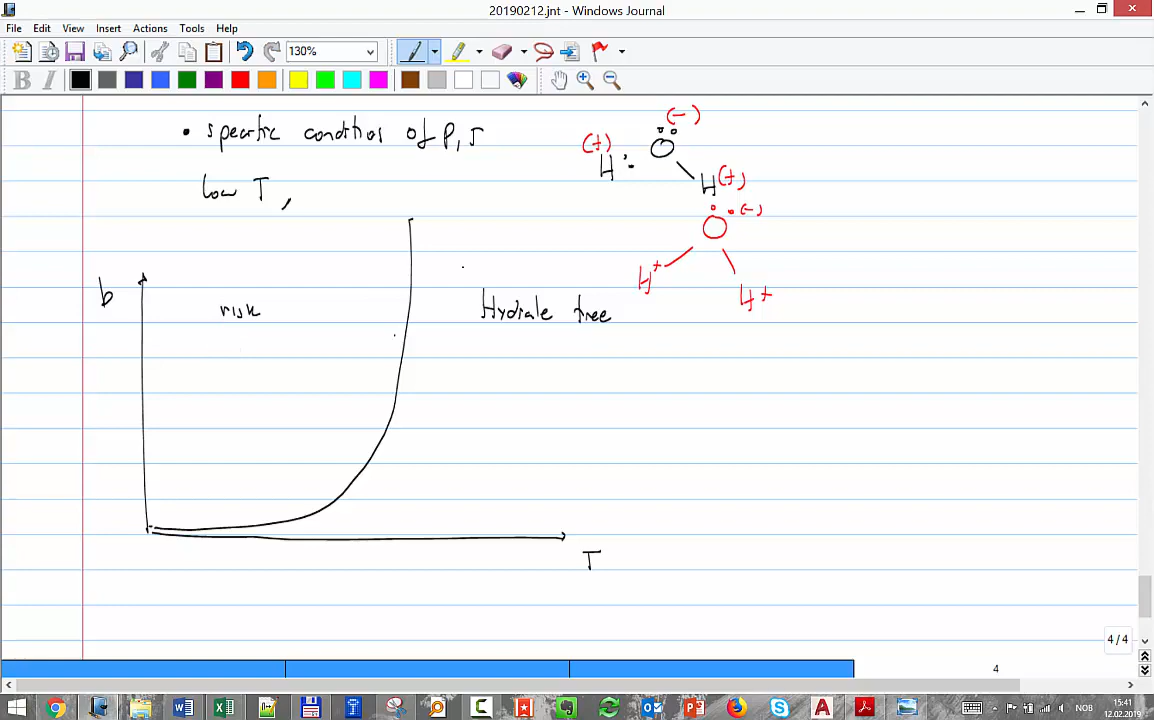 20190212.jnt - Windows Journal
File Edit View Insert Actions Tools Help
130%
• specific condition of P, T
low T,
(-)
(+)
H O
H (+)
O (-)
H+
H+
P
risk
Hydrate free
T
4 / 4
4
NOB
15:41
12.02.2019